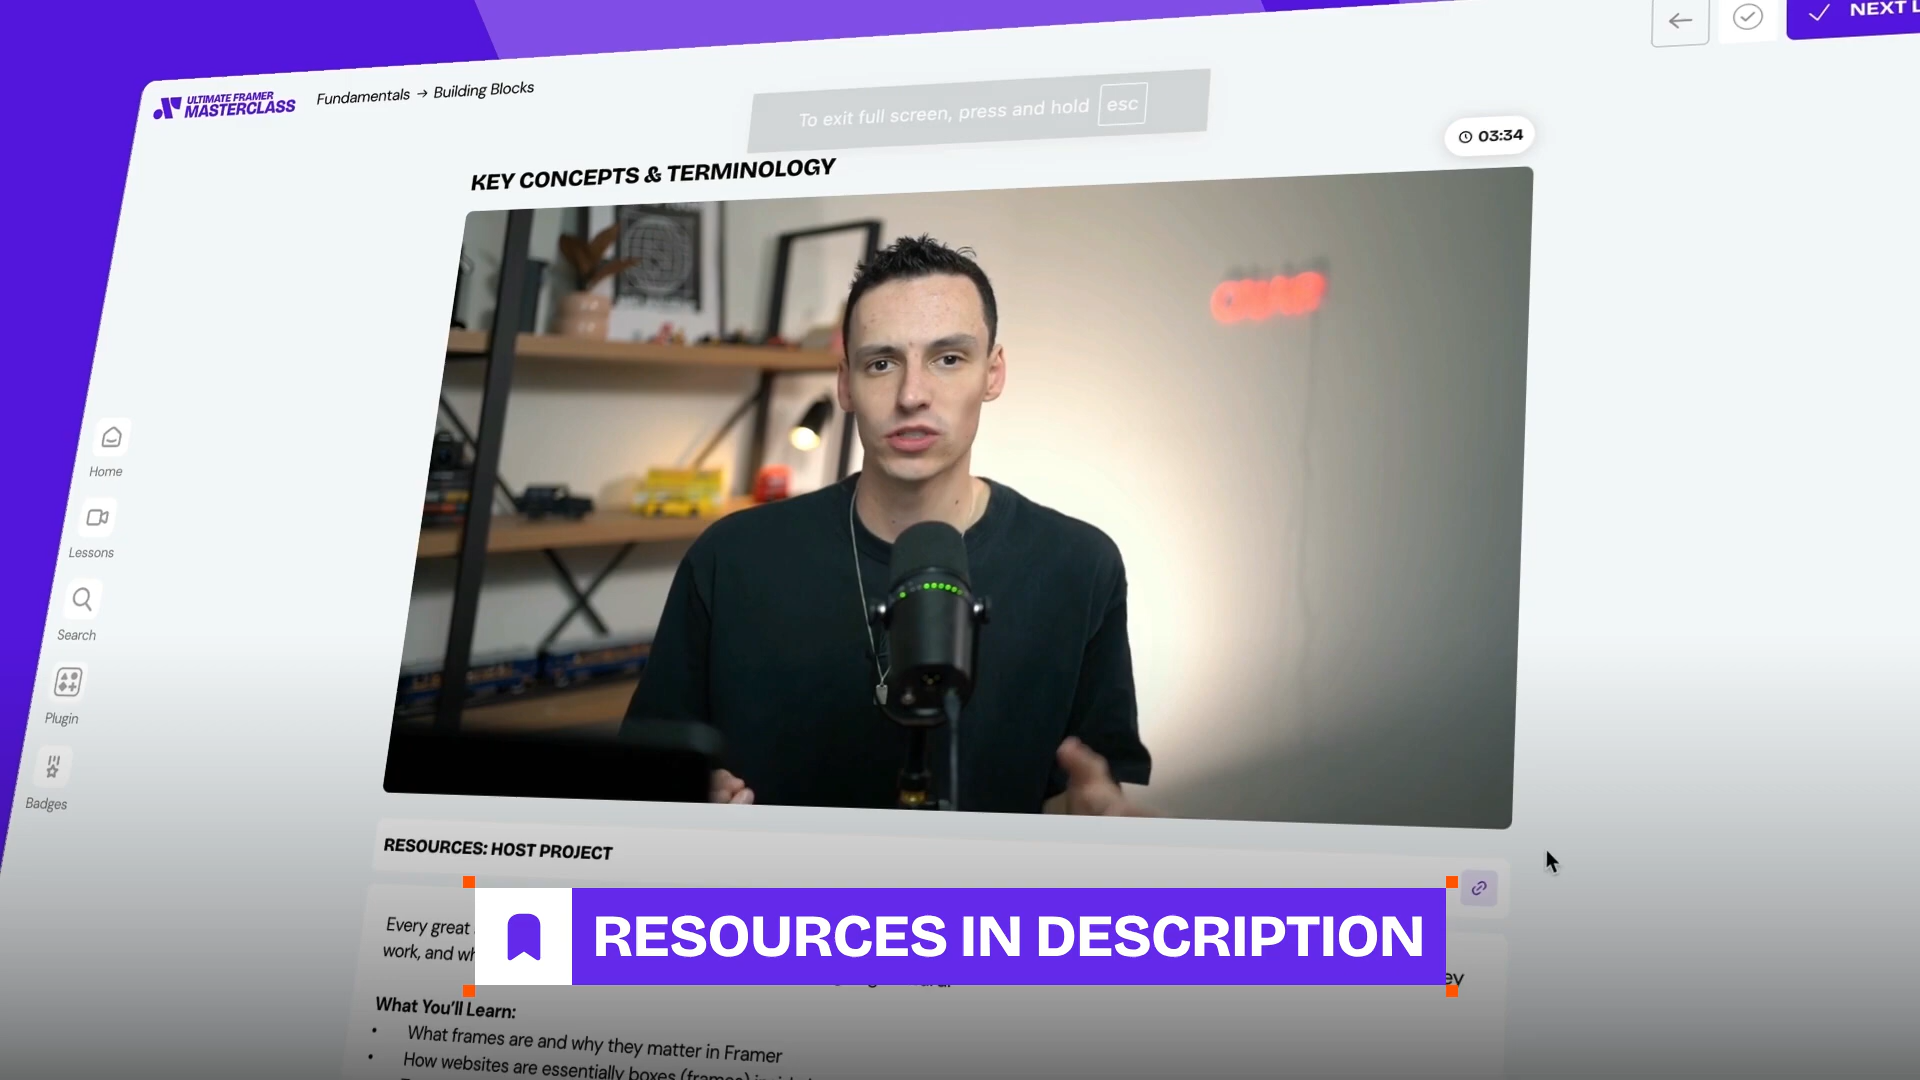 NEXT L
ULTIMATE FRAMER
MASTERCLASS
Fundamentals → Building Blocks
To exit full screen, press and hold esc
03:34
KEY CONCEPTS & TERMINOLOGY
Home
Lessons
Search
Plugin
Badges
RESOURCES: HOST PROJECT
RESOURCES IN DESCRIPTION
Every great
work, and wh
ey
What You'll Learn:
• What frames are and why they matter in Framer
• How websites are essentially boxes (frames)